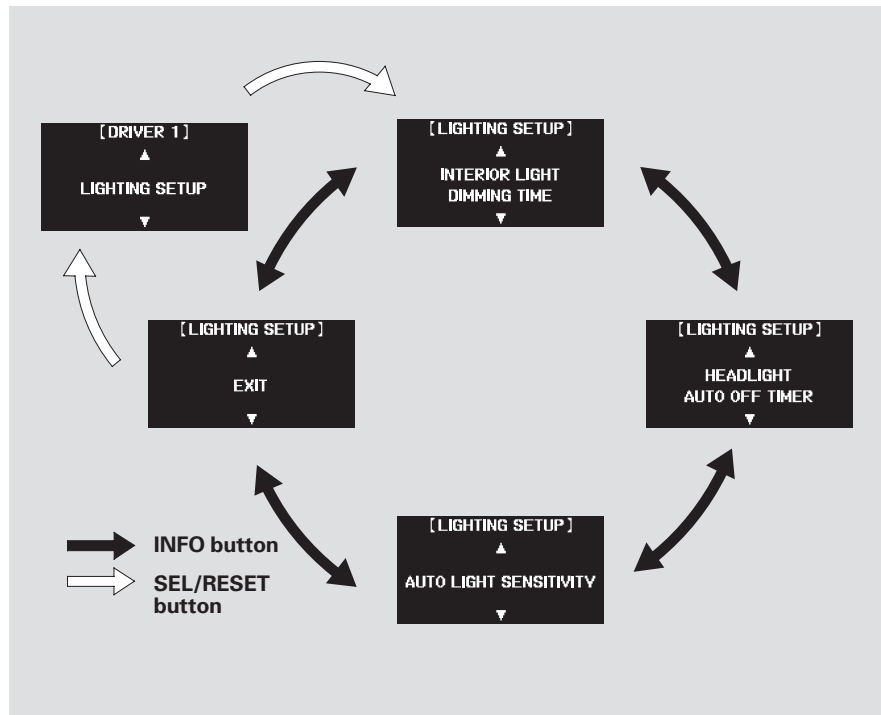 [DRIVER 1]
▲
LIGHTING SETUP
▼
[LIGHTING SETUP]
▲
INTERIOR LIGHT
DIMMING TIME
▼
[LIGHTING SETUP]
▲
EXIT
▼
[LIGHTING SETUP]
▲
HEADLIGHT
AUTO OFF TIMER
▼
[LIGHTING SETUP]
▲
AUTO LIGHT SENSITIVITY
▼
INFO button
SEL/RESET
button